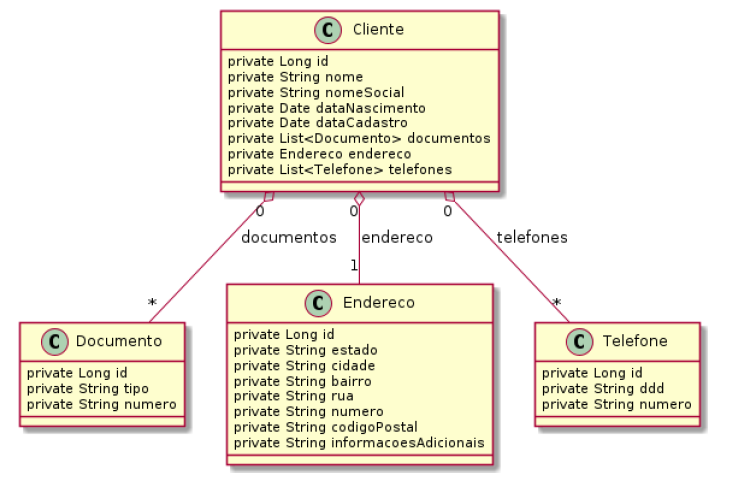 C Cliente
private Long id
private String nome
private String nomeSocial
private Date dataNascimento
private Date dataCadastro
private List<Documento> documentos
private Endereco endereco
private List<Telefone> telefones
0 0 0
documentos endereco telefones
* 1 *
C Documento
private Long id
private String tipo
private String numero
C Endereco
private Long id
private String estado
private String cidade
private String bairro
private String rua
private String numero
private String codigoPostal
private String informacoesAdicionais
C Telefone
private Long id
private String ddd
private String numero